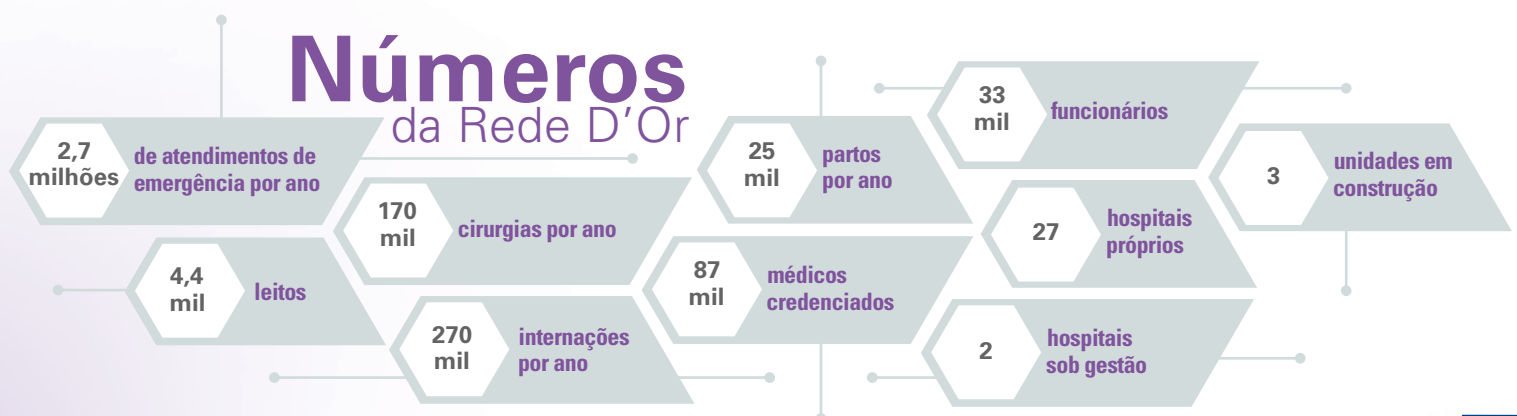 Números
da Rede D'Or
2,7
milhões
de atendimentos de
emergência por ano
4,4
mil
leitos
170
mil
cirurgias por ano
270
mil
internações
por ano
25
mil
partos
por ano
87
mil
médicos
credenciados
33
mil
funcionários
27
hospitais
próprios
2
hospitais
sob gestão
3
unidades em
construção